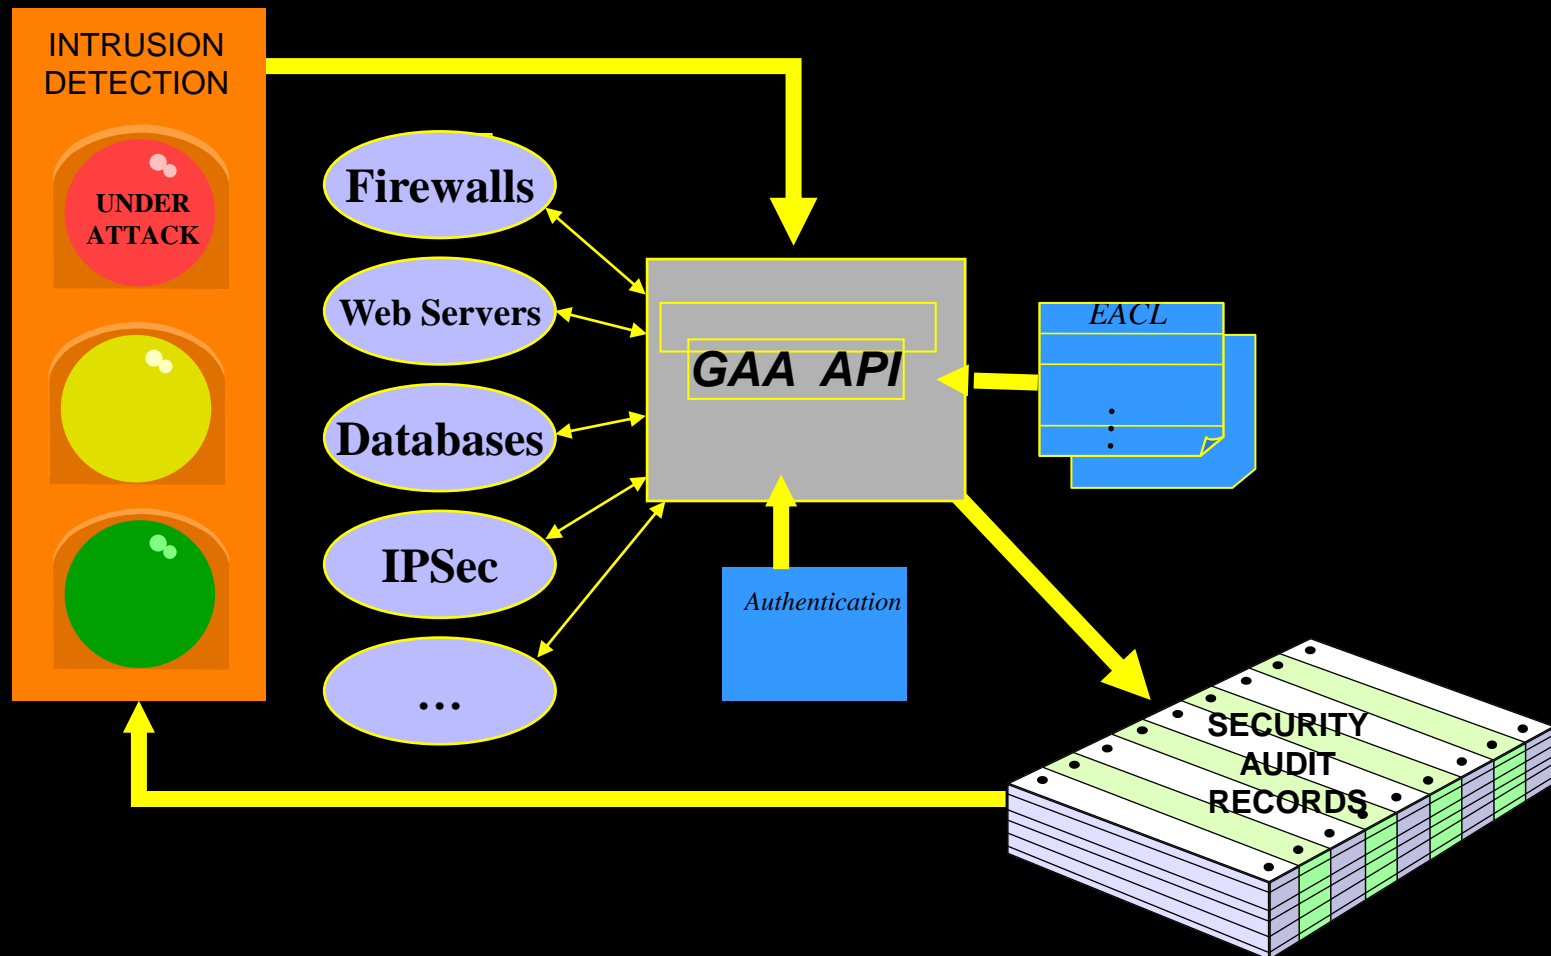 INTRUSION
DETECTION
UNDER
ATTACK
Firewalls
Web Servers
Databases
IPSec
...
GAA API
EACL
Authentication
SECURITY
AUDIT
RECORDS